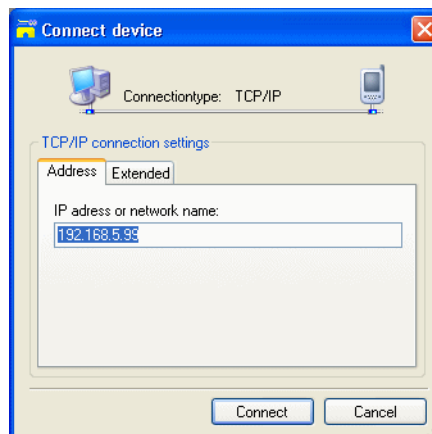 Connect device
Connectiontype: TCP/IP
TCP/IP connection settings
Address Extended
IP adress or network name:
192.168.5.99
Connect Cancel